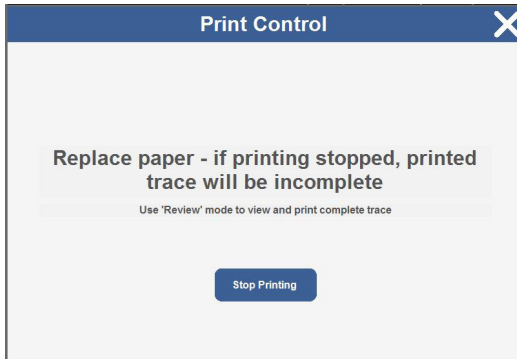 Print Control
Replace paper - if printing stopped, printed
trace will be incomplete
Use 'Review' mode to view and print complete trace
Stop Printing